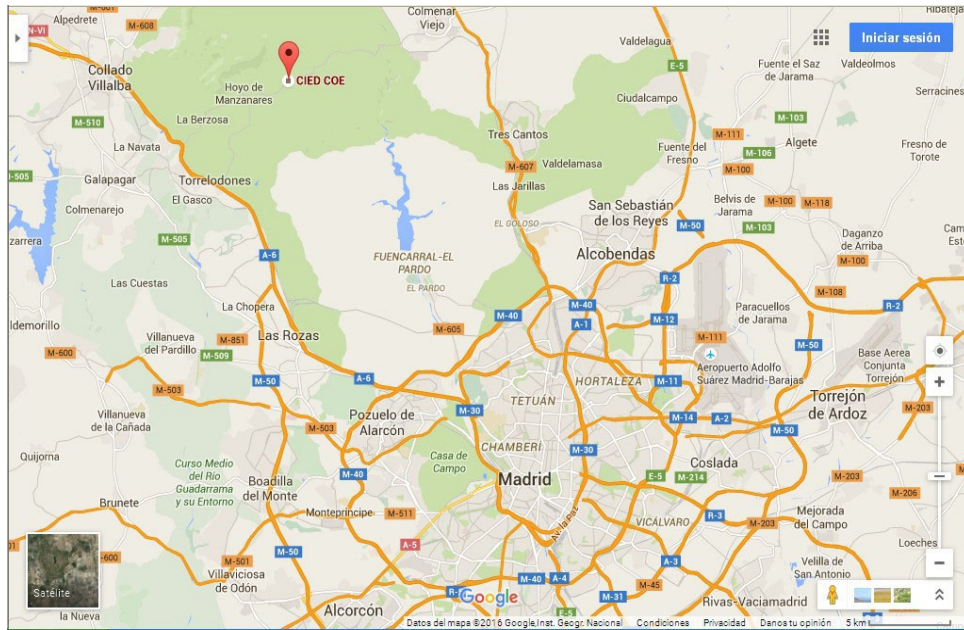 Alpedrete
M-608
Colmenar
Viejo
Ribatejada
N-VI
Iniciar sesión
Valdelagua
E-5
Fuente el Saz
de Jarama
Valdeolmos
Collado
Villalba
CIED COE
Hoyo de
Manzanares
Ciudalcampo
Serracines
M-510
La Berzosa
M-103
Tres Cantos
M-111
Algete
Fresno de
Torote
La Navata
Fuente del
Fresno
M-106
M-607
Valdelamasa
M-100
M-505
Galapagar
Torrelodones
Las Jarillas
El Gasco
Colmenarejo
San Sebastián
de los Reyes
Belvis de
Jarama
M-100
M-118
EL GOLOSO
M-50
M-103
M-505
Daganzo
de Arriba
A-6
FUENCARRAL-EL
PARDO
Alcobendas
M-100
R-2
Las Cuestas
EL PARDO
M-108
La Chopera
M-40
R-2
M-40
Paracuellos
de Jarama
M-12
M-605
A-1
Villanueva
del Pardillo
M-851
Las Rozas
M-111
M-50
M-600
M-509
Base Aerea
Conjunta
Torrejón
Aeropuerto Adolfo
Suárez Madrid-Barajas
M-50
A-6
HORTALEZA
M-11
M-503
TETUÁN
Torrejón
de Ardoz
M-203
Villanueva
de la Cañada
Pozuelo de
Alarcón
M-30
M-14
A-2
M-503
M-50
CHAMBERÍ
M-30
Quijorna
Casa de
Campo
Coslada
Curso Medio
del Río
Guadarrama
y su Entorno
M-40
Madrid
E-5
M-214
M-203
Boadilla
del Monte
M-206
Brunete
Monteprincipe
M-511
Av. la Paz
R-3
VICÁLVARO
M-203
Mejorada
del Campo
A-5
M-50
Loeches
M-600
M-501
A-3
Velilla de
San Antonio
Villaviciosa
de Odón
M-40
A-4
M-45
Satélite
Google
M-31
Rivas-Vaciamadrid
la Nueva
Alcorcón
E-5
Datos del mapa ©2016 Google, Inst. Geogr. Nacional Condiciones Privacidad Danos tu opinión 5 km